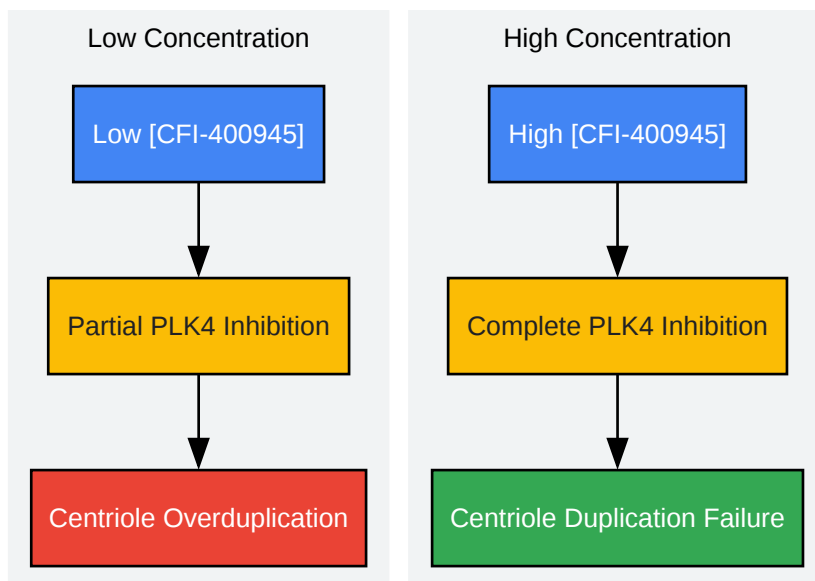 Low Concentration
Low [CFI-400945]
Partial PLK4 Inhibition
Centriole Overduplication
High Concentration
High [CFI-400945]
Complete PLK4 Inhibition
Centriole Duplication Failure